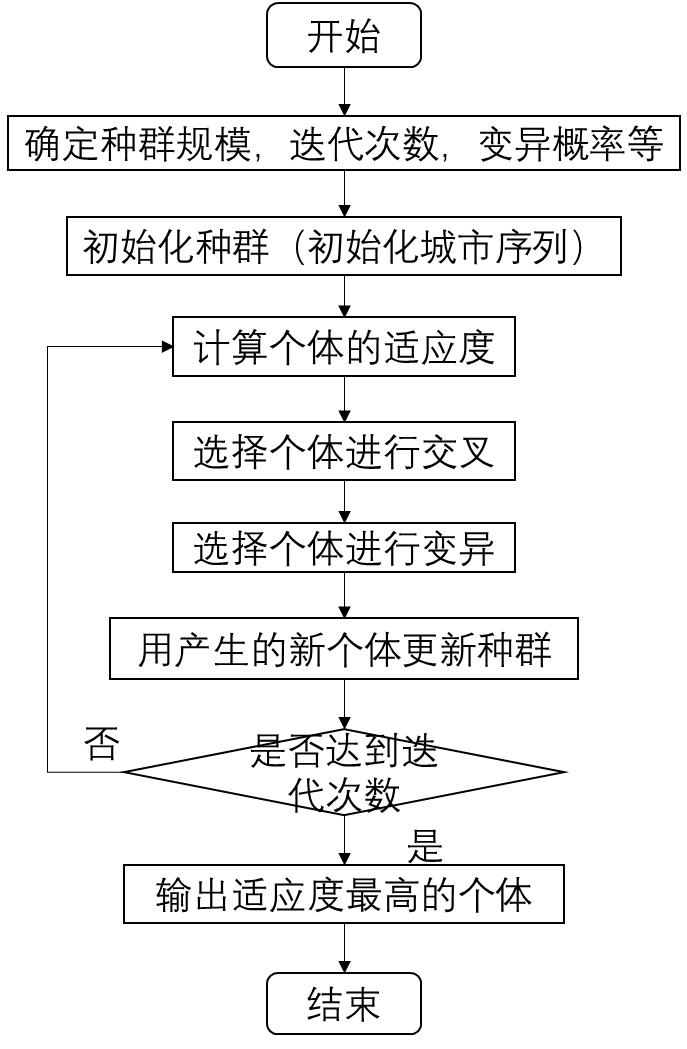 开始
确定种群规模，迭代次数，变异概率等
初始化种群（初始化城市序列）
计算个体的适应度
选择个体进行交叉
选择个体进行变异
用产生的新个体更新种群
否
是否达到迭
代次数
是
输出适应度最高的个体
结束